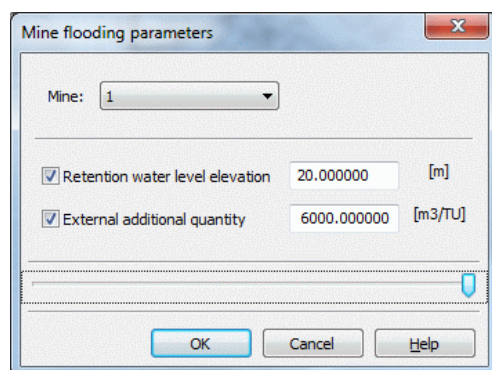 Mine flooding parameters
Mine: 1
Retention water level elevation 20.000000 [m]
External additional quantity 6000.000000 [m3/TU]
OK Cancel Help